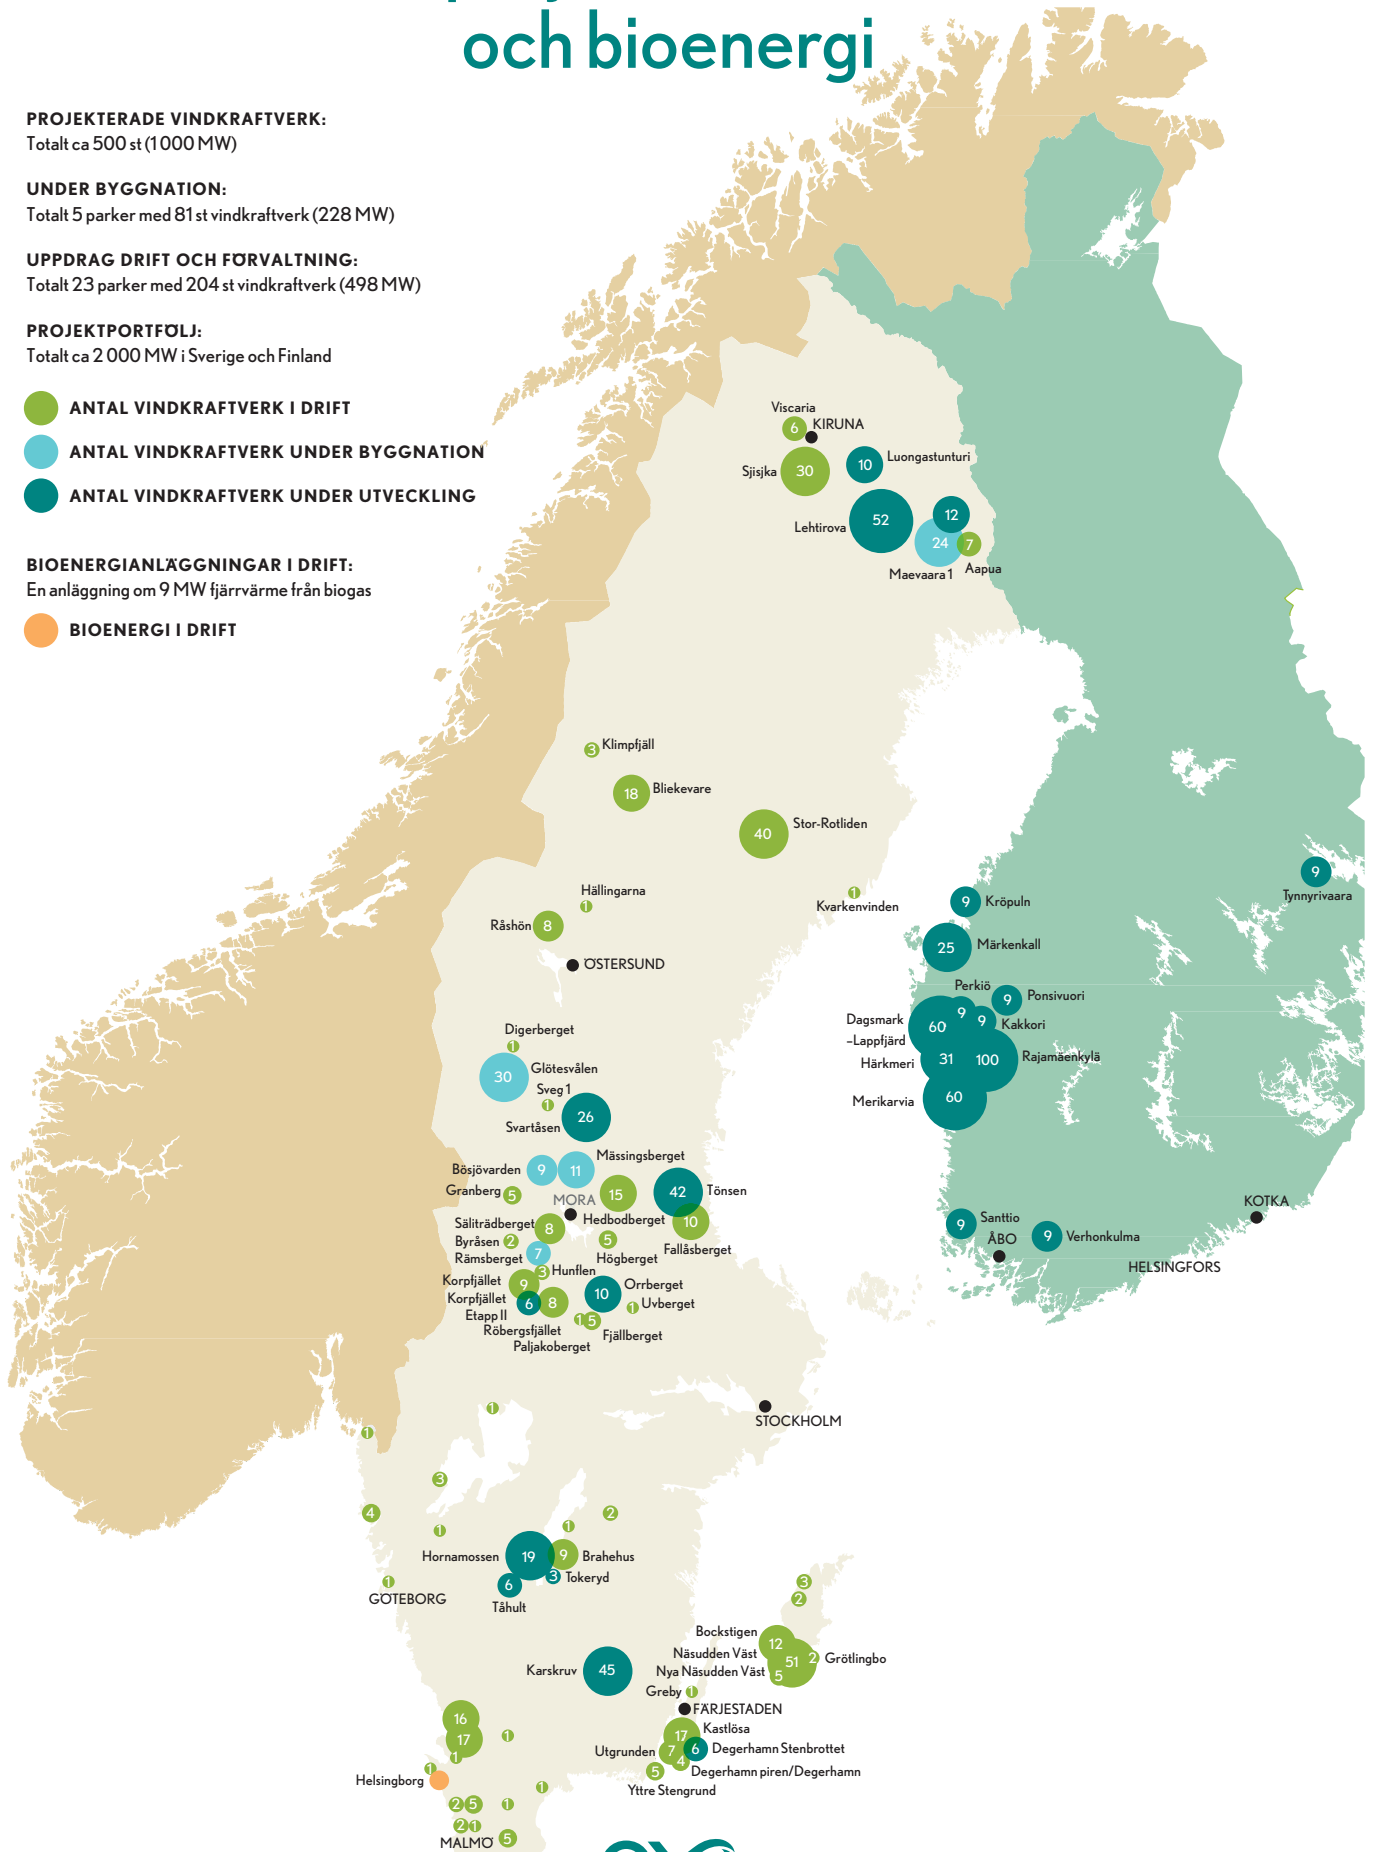 och bioenergi
PROJEKTERADE VINDKRAFTVERK:
Totalt ca 500 st (1 000 MW)
UNDER BYGGNATION:
Totalt 5 parker med 81 st vindkraftverk (228 MW)
UPPDRAG DRIFT OCH FÖRVALTNING:
Totalt 23 parker med 204 st vindkraftverk (498 MW)
PROJEKTPORTFÖLJ:
Totalt ca 2 000 MW i Sverige och Finland
ANTAL VINDKRAFTVERK I DRIFT
ANTAL VINDKRAFTVERK UNDER BYGGNATION
ANTAL VINDKRAFTVERK UNDER UTVECKLING
BIOENERGIANLÄGGNINGAR I DRIFT:
En anläggning om 9 MW fjärrvärme från biogas
BIOENERGI I DRIFT
Viscaria
6
KIRUNA
Sjisjka
30
10
Luongastunturi
Lehtirova
52
12
24
7
Maevaara 1
Aapua
3
Klimpfjäll
18
Bliekevare
40
Stor-Rotliden
Hällingarna
1
Råshön
8
ÖSTERSUND
1
Kvarkenvinden
9
Kröpuln
9
Tynnyrivaara
25
Märkenkall
Perkiö
9
9
Ponsivuori
Dagsmark
–Lappfjärd
60
9
Kakkori
Härkmeri
31
100
Rajamäenkylä
Merikarvia
60
Digerberget
1
30
Glötesvålen
Sveg 1
1
Svartåsen
26
Bösjövarden
9
11
Mässingsberget
Granberg
5
MORA
15
Hedbodberget
42
Tönsen
10
Fallåsberget
Säliträdberget
8
Byråsen
2
Rämsberget
7
5
Högberget
3
Hunflen
Korpfjället
9
Korpfjället
Etapp II
6
8
Röbergsfjället
10
Orrberget
1
Uvberget
1
5
Paljakoberget
Fjällberget
9
Santtio
ÅBO
9
Verhonkulma
KOTKA
HELSINGFORS
1
STOCKHOLM
1
3
4
1
2
1
Hornamossen
19
9
Brahehus
3
Tokeryd
6
Tåhult
1
GÖTEBORG
3
2
Bockstigen
12
Näsudden Väst
51
2
Grötlingbo
Nya Näsudden Väst
5
Karskruv
45
Greby
1
FÄRJESTADEN
16
17
1
1
1
Helsingborg
17
Kastlösa
Utgrunden
7
6
Degerhamn Stenbrottet
4
Degerhamn piren/Degerhamn
5
Yttre Stengrund
1
2
5
1
2
1
MALMÖ
5